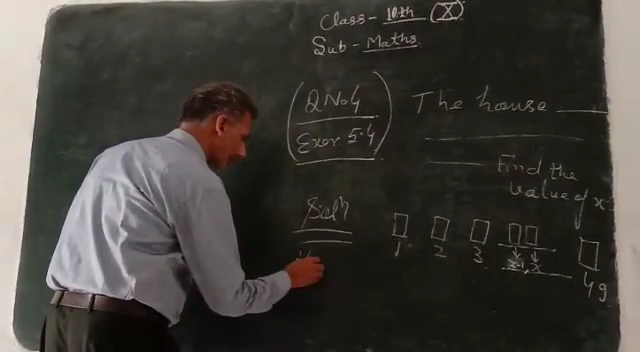 Class - 10th (X)
Sub - Maths
Q No 4
Exer. 5.4
The house
Find the
value of x
Soln
1 2 3 x-1, x
49